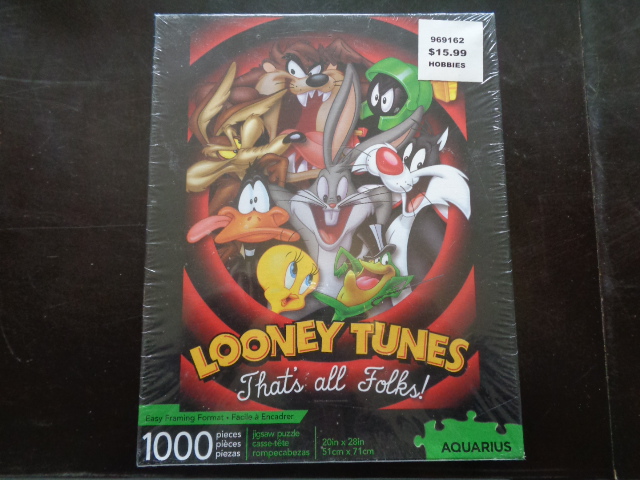 969162
$15.99
HOBBIES
LOONEY TUNES
That's all Folks!
Easy Framing Format • Facile à Encadrer
1000 pieces
pièces
piezas
jigsaw puzzle
casse-tête
rompecabezas
20in x 28in
51cm x 71cm
AQUARIUS